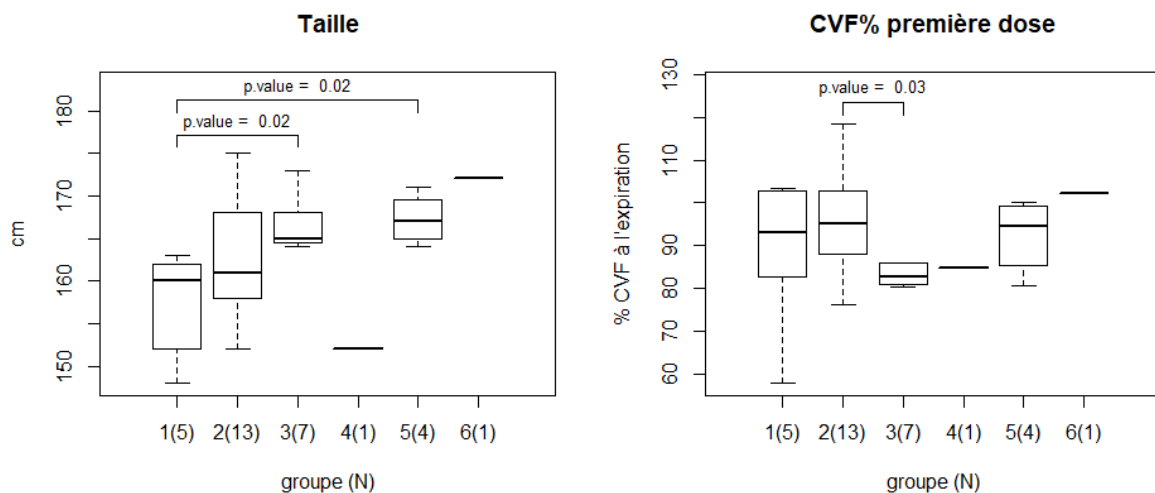 Taille
p.value = 0.02
p.value = 0.02
cm
180
170
160
150
1(5) 2(13) 3(7) 4(1) 5(4) 6(1)
groupe (N)
CVF% première dose
p.value = 0.03
% CVF à l'expiration
130
110
90
80
70
60
1(5) 2(13) 3(7) 4(1) 5(4) 6(1)
groupe (N)